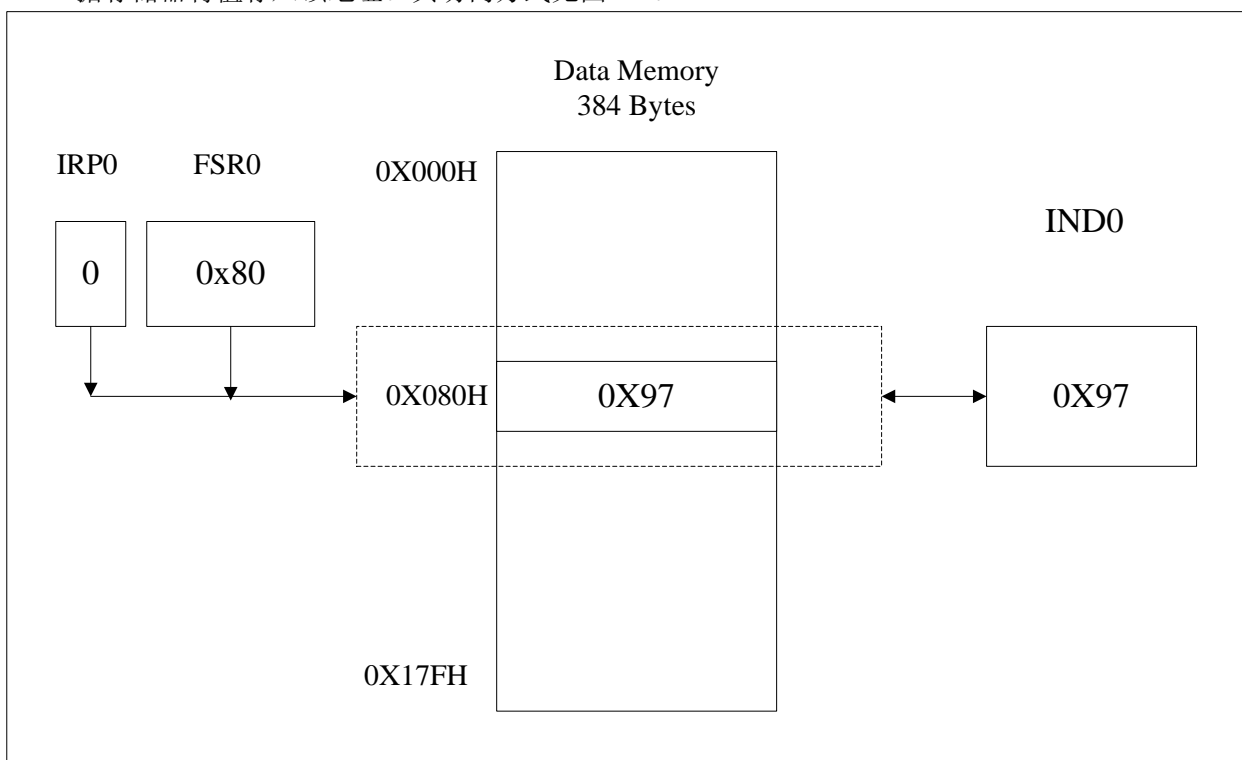 Data Memory
384 Bytes
IRP0
FSR0
0X000H
IND0
0
0x80
0X080H
0X97
0X97
0X17FH